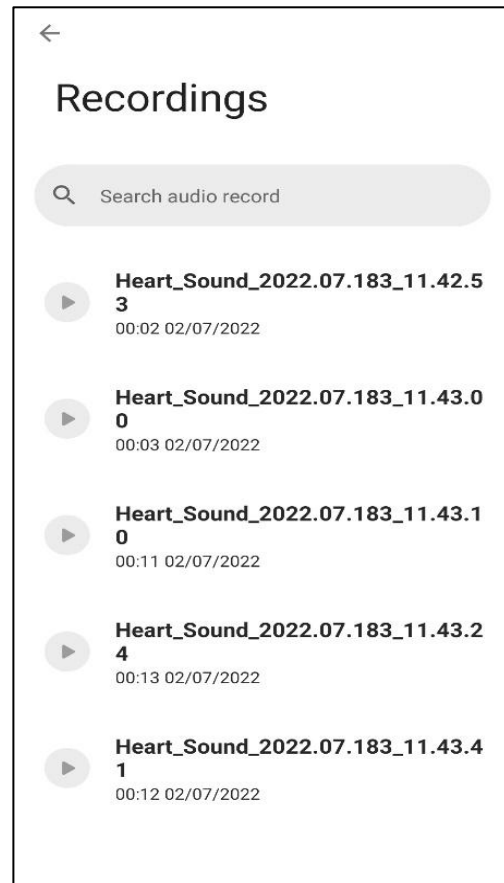 Recordings
Search audio record
Heart_Sound_2022.07.183_11.42.5
3
00:02 02/07/2022
Heart_Sound_2022.07.183_11.43.0
0
00:03 02/07/2022
Heart_Sound_2022.07.183_11.43.1
0
00:11 02/07/2022
Heart_Sound_2022.07.183_11.43.2
4
00:13 02/07/2022
Heart_Sound_2022.07.183_11.43.4
1
00:12 02/07/2022